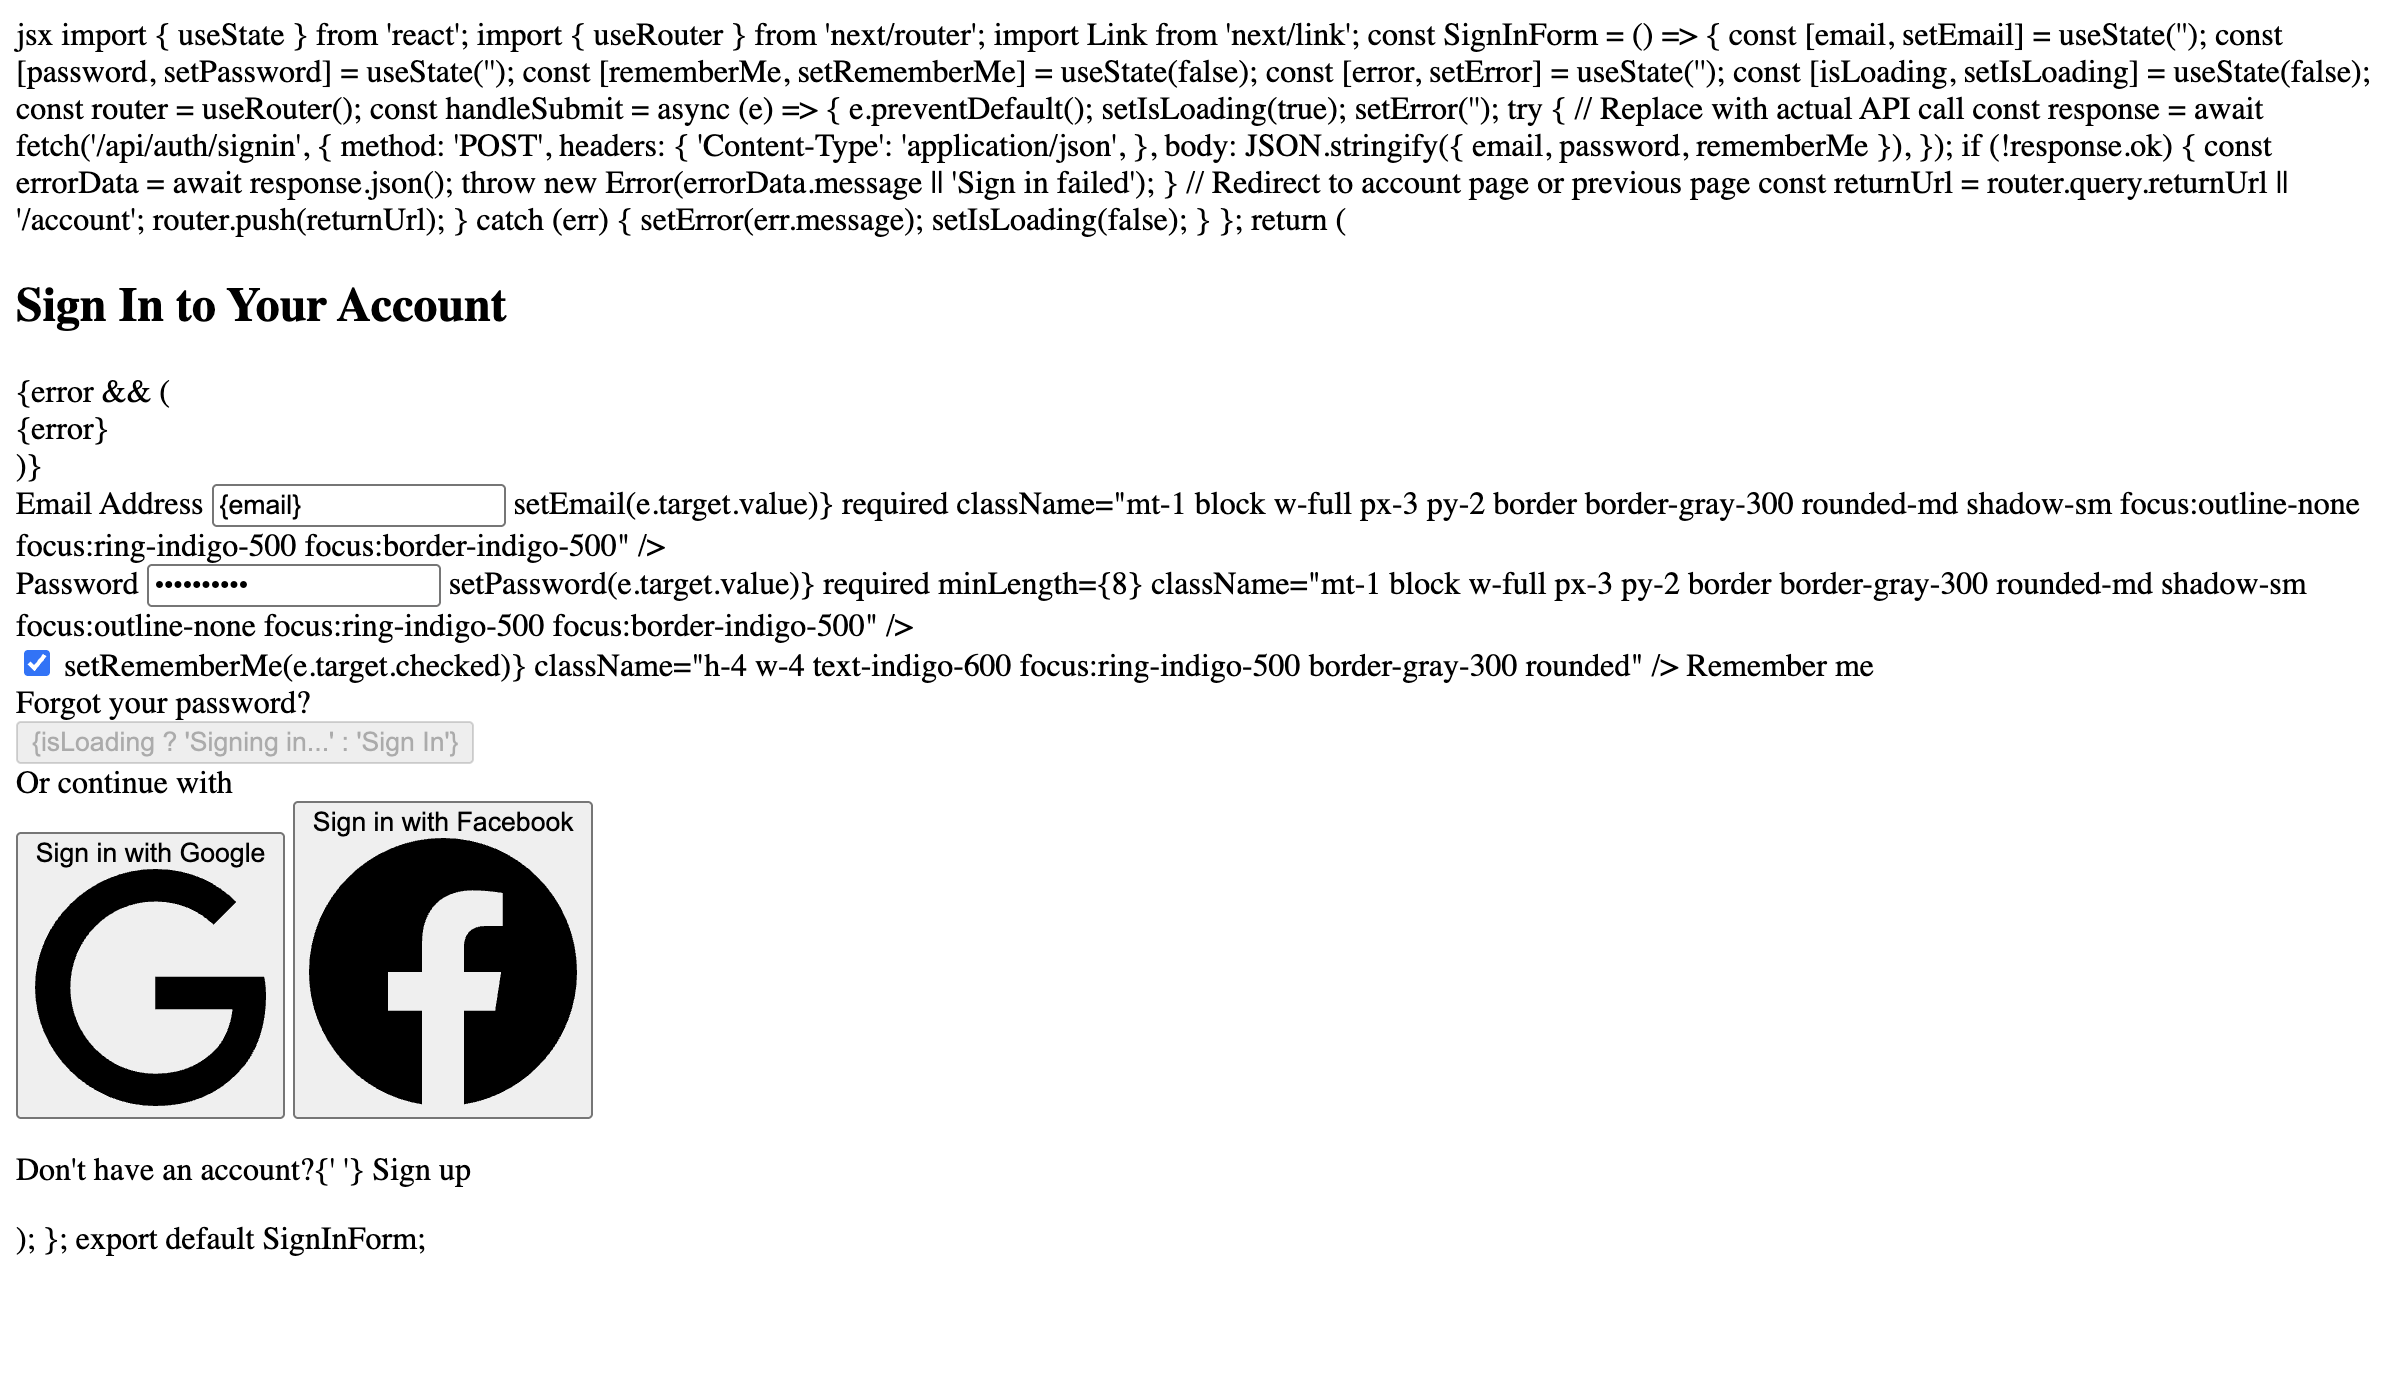 jsx import { useState } from 'react'; import { useRouter } from 'next/router'; import Link from 'next/link'; const SignInForm = () => { const [email, setEmail] = useState(''); const
[password, setPassword] = useState(''); const [rememberMe, setRememberMe] = useState(false); const [error, setError] = useState(''); const [isLoading, setIsLoading] = useState(false);
const router = useRouter(); const handleSubmit = async (e) => { e.preventDefault(); setIsLoading(true); setError(''); try { // Replace with actual API call const response = await
fetch('/api/auth/signin', { method: 'POST', headers: { 'Content-Type': 'application/json', }, body: JSON.stringify({ email, password, rememberMe }), }); if (!response.ok) { const
errorData = await response.json(); throw new Error(errorData.message || 'Sign in failed'); } // Redirect to account page or previous page const returnUrl = router.query.returnUrl ||
'/account'; router.push(returnUrl); } catch (err) { setError(err.message); setIsLoading(false); } }; return (
Sign In to Your Account
{error && (
{error}
)}
Email Address {email} setEmail(e.target.value)} required className="mt-1 block w-full px-3 py-2 border border-gray-300 rounded-md shadow-sm focus:outline-none
focus:ring-indigo-500 focus:border-indigo-500" />
Password •••••••••• setPassword(e.target.value)} required minLength={8} className="mt-1 block w-full px-3 py-2 border border-gray-300 rounded-md shadow-sm
focus:outline-none focus:ring-indigo-500 focus:border-indigo-500" />
setRememberMe(e.target.checked)} className="h-4 w-4 text-indigo-600 focus:ring-indigo-500 border-gray-300 rounded" /> Remember me
Forgot your password?
{isLoading ? 'Signing in...' : 'Sign In'}
Or continue with
Sign in with Google
Sign in with Facebook
Don't have an account?{' '} Sign up
); }; export default SignInForm;